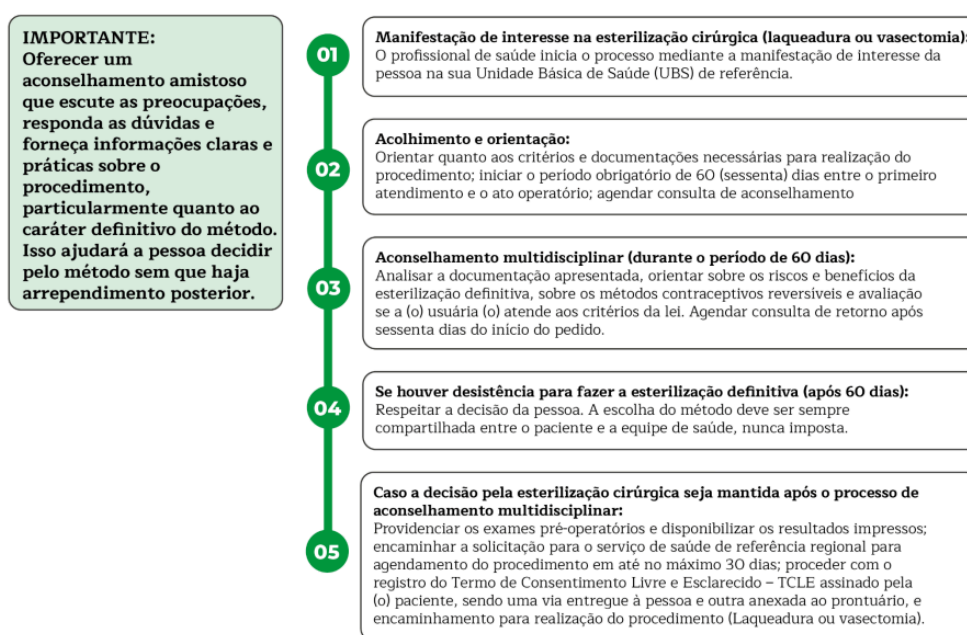 IMPORTANTE:
Oferecer um
aconselhamento amistoso
que escute as preocupações,
responda as dúvidas e
forneça informações claras e
práticas sobre o
procedimento,
particularmente quanto ao
caráter definitivo do método.
Isso ajudará a pessoa decidir
pelo método sem que haja
arrependimento posterior.
01
Manifestação de interesse na esterilização cirúrgica (laqueadura ou vasectomia):
O profissional de saúde inicia o processo mediante a manifestação de interesse da
pessoa na sua Unidade Básica de Saúde (UBS) de referência.
02
Acolhimento e orientação:
Orientar quanto aos critérios e documentações necessárias para realização do
procedimento; iniciar o período obrigatório de 60 (sessenta) dias entre o primeiro
atendimento e o ato operatório; agendar consulta de aconselhamento
03
Aconselhamento multidisciplinar (durante o período de 60 dias):
Analisar a documentação apresentada, orientar sobre os riscos e benefícios da
esterilização definitiva, sobre os métodos contraceptivos reversíveis e avaliação
se a (o) usuária (o) atende aos critérios da lei. Agendar consulta de retorno após
sessenta dias do início do pedido.
04
Se houver desistência para fazer a esterilização definitiva (após 60 dias):
Respeitar a decisão da pessoa. A escolha do método deve ser sempre
compartilhada entre o paciente e a equipe de saúde, nunca imposta.
05
Caso a decisão pela esterilização cirúrgica seja mantida após o processo de
aconselhamento multidisciplinar:
Providenciar os exames pré-operatórios e disponibilizar os resultados impressos;
encaminhar a solicitação para o serviço de saúde de referência regional para
agendamento do procedimento em até no máximo 30 dias; proceder com o
registro do Termo de Consentimento Livre e Esclarecido – TCLE assinado pela
(o) paciente, sendo uma via entregue à pessoa e outra anexada ao prontuário, e
encaminhamento para realização do procedimento (Laqueadura ou vasectomia).